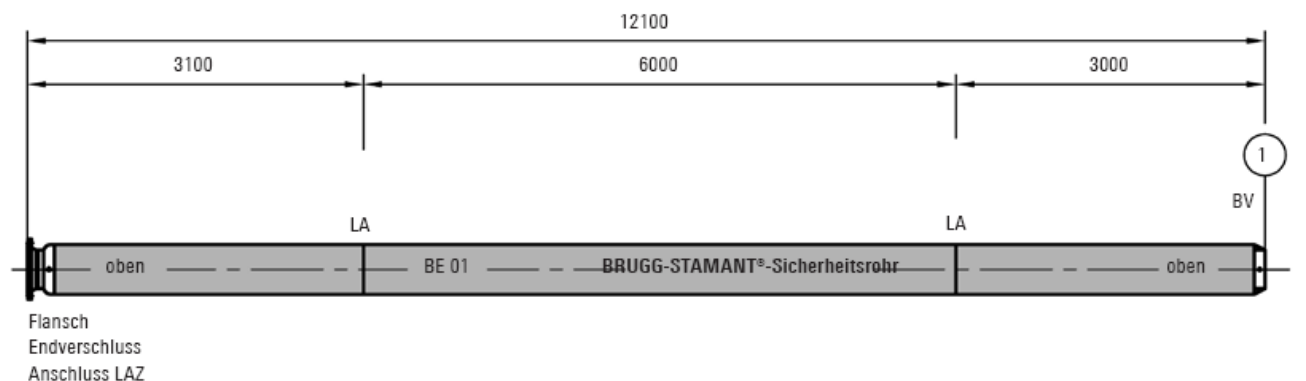 12100
3100 6000 3000
1
BV
LA LA
oben BE 01 BRUGG-STAMANT®-Sicherheitsrohr oben
Flansch
Endverschluss
Anschluss LAZ